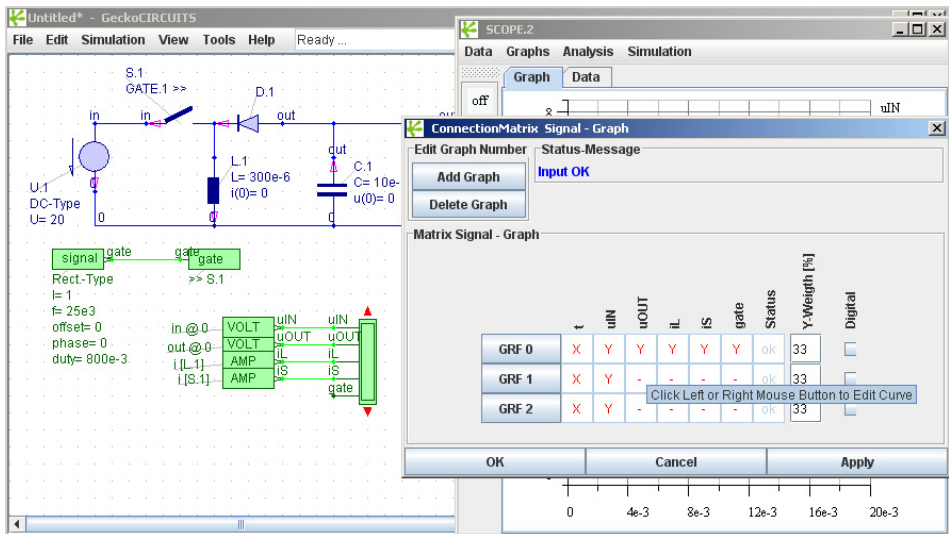 Untitled* - GeckoCIRCUITS
File Edit Simulation View Tools Help Ready ...
S.1
GATE.1 >>
D.1
in
in
out
out
L.1
L= 300e-6
i(0)= 0
C.1
C= 10e-
u(0)= 0
U.1
DC-Type
U= 20
0
0
0
0
signal
gate
gate
gate
Rect.-Type
>> S.1
I= 1
f= 25e3
offset= 0
phase= 0
duty= 800e-3
in @ 0 VOLT uIN uIN
out @ 0 VOLT uOUT uOUT
i [L.1] AMP iL iL
i [S.1] AMP iS iS
gate
SCOPE.2
Data Graphs Analysis Simulation
Graph Data
off
8
uIN
ConnectionMatrix Signal - Graph
Edit Graph Number
Add Graph
Delete Graph
Status-Message
Input OK
Matrix Signal - Graph
t uIN uOUT iL iS gate Status Y-Weigth [%] Digital
GRF 0 X Y Y Y Y Y ok 33
GRF 1 X Y - - - - ok 33
Click Left or Right Mouse Button to Edit Curve
GRF 2 X Y - 33
OK Cancel Apply
0 4e-3 8e-3 12e-3 16e-3 20e-3